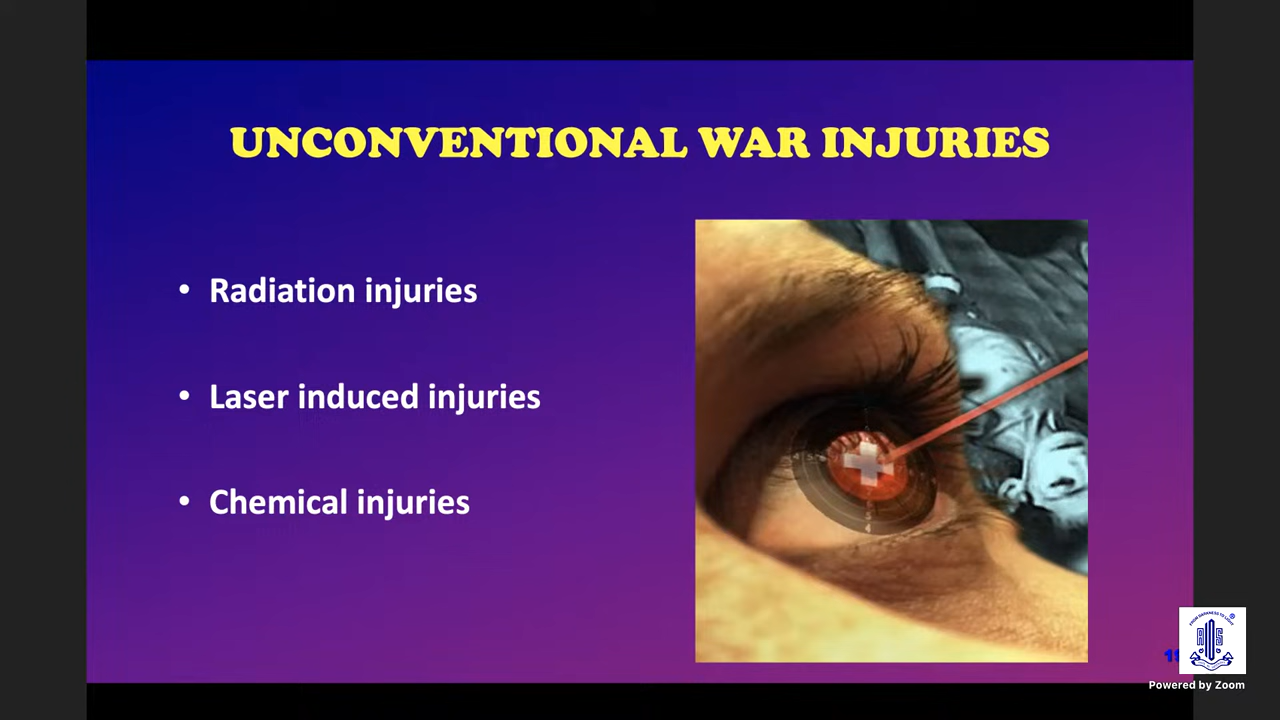 UNCONVENTIONAL WAR INJURIES
• Radiation injuries
• Laser induced injuries
• Chemical injuries
Powered by Zoom